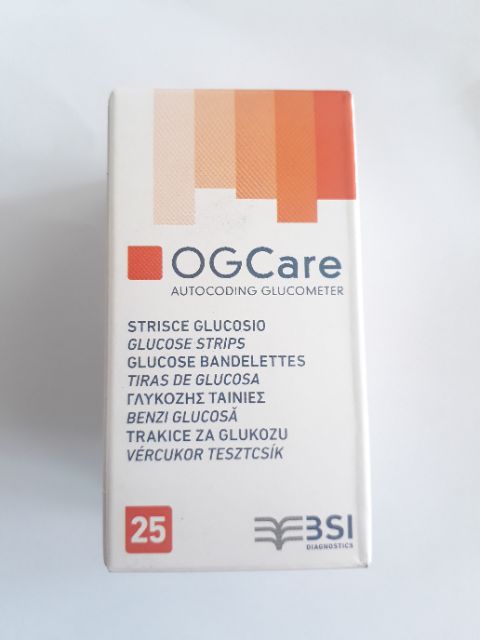 OGCare
AUTOCODING GLUCOMETER
STRISCE GLUCOSIO
GLUCOSE STRIPS
GLUCOSE BANDELETTES
TIRAS DE GLUCOSA
ΓΛΥΚΟΖΗΣ ΤΑΙΝΙΕΣ
BENZI GLUCOSĂ
TRAKICE ZA GLUKOZU
VÉRCUKOR TESZTCSÍK
25
BSI
DIAGNOSTICS